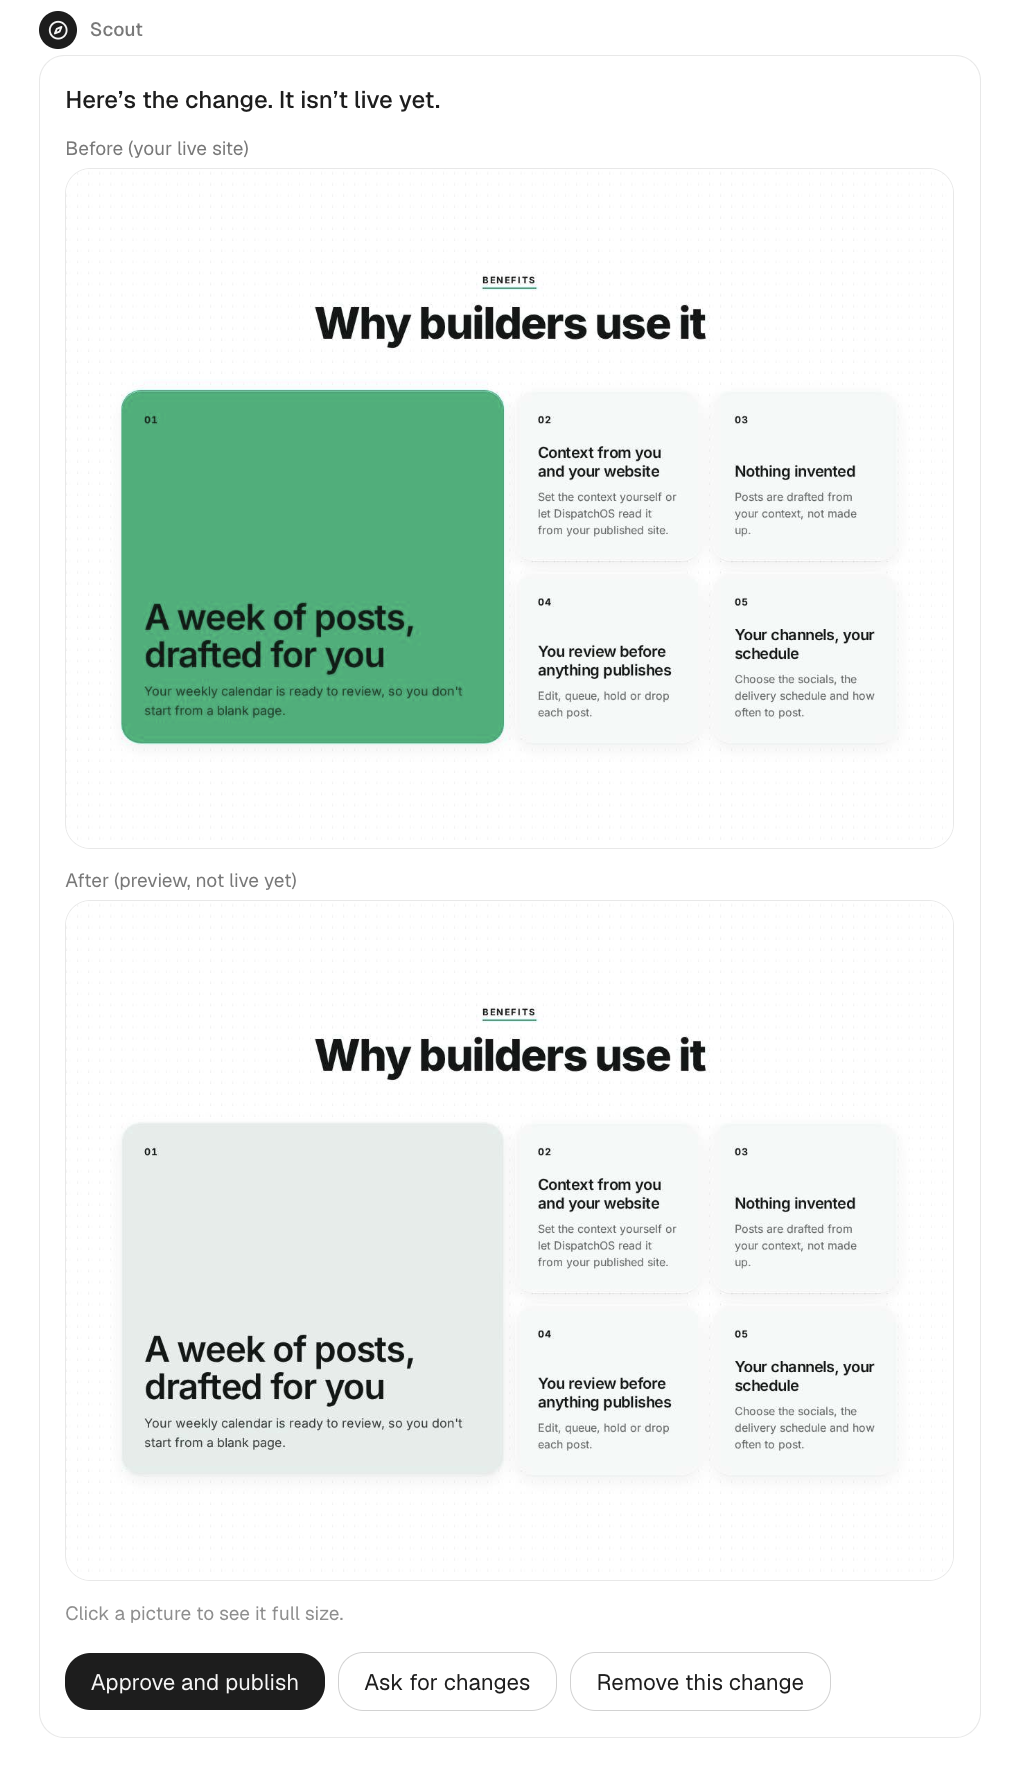 Scout
Here’s the change. It isn’t live yet.
Before (your live site)
BENEFITS
Why builders use it
01
A week of posts,
drafted for you
Your weekly calendar is ready to review, so you don't
start from a blank page.
02
Context from you
and your website
Set the context yourself or
let DispatchOS read it
from your published site.
03
Nothing invented
Posts are drafted from
your context, not made
up.
04
You review before
anything publishes
Edit, queue, hold or drop
each post.
05
Your channels, your
schedule
Choose the socials, the
delivery schedule and how
often to post.
After (preview, not live yet)
BENEFITS
Why builders use it
01
A week of posts,
drafted for you
Your weekly calendar is ready to review, so you don't
start from a blank page.
02
Context from you
and your website
Set the context yourself or
let DispatchOS read it
from your published site.
03
Nothing invented
Posts are drafted from
your context, not made
up.
04
You review before
anything publishes
Edit, queue, hold or drop
each post.
05
Your channels, your
schedule
Choose the socials, the
delivery schedule and how
often to post.
Click a picture to see it full size.
Approve and publish
Ask for changes
Remove this change